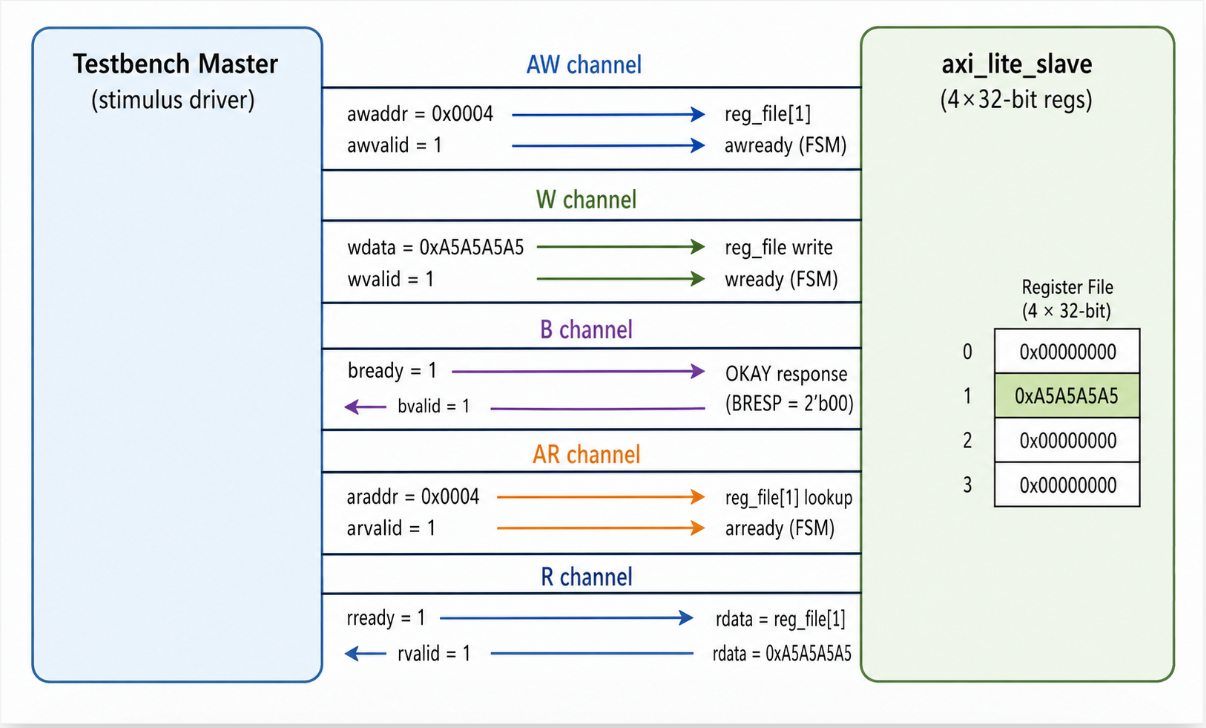 Testbench Master
(stimulus driver)
AW channel
awaddr = 0x0004
reg_file[1]
awvalid = 1
awready (FSM)
W channel
wdata = 0xA5A5A5A5
reg_file write
wvalid = 1
wready (FSM)
B channel
bready = 1
OKAY response
bvalid = 1
(BRESP = 2'b00)
AR channel
araddr = 0x0004
reg_file[1] lookup
arvalid = 1
arready (FSM)
R channel
rready = 1
rdata = reg_file[1]
rvalid = 1
rdata = 0xA5A5A5A5
axi_lite_slave
(4×32-bit regs)
Register File
(4 × 32-bit)
0 0x00000000
1 0xA5A5A5A5
2 0x00000000
3 0x00000000